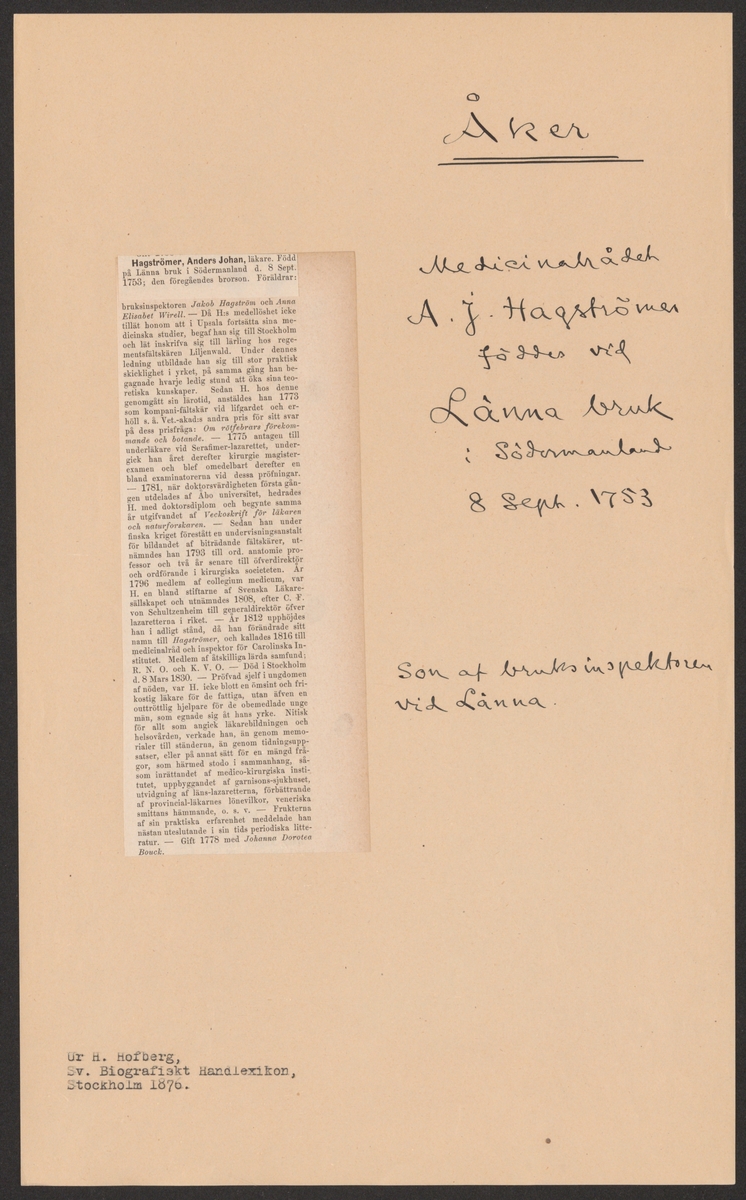 Åker
Hagströmer, Anders Johan, läkare. Född
på Länna bruk i Södermanland d. 8 Sept.
1753; den föregåendes brorson. Föräldrar:
bruksinspektoren Jakob Hagström och Anna
Elisabet Wirell. — Då H:s medellöshet icke
tillät honom att i Upsala fortsätta sina me-
dicinska studier, begaf han sig till Stockholm
och lät inskrifva sig till lärling hos rege-
mentsfältskären Liljenwald. Under dennes
ledning utbildade han sig till stor praktisk
skicklighet i yrket, på samma gång han be-
gagnade hvarje ledig stund att öka sina teo-
retiska kunskaper. Sedan H. hos denne
genomgått sin lärotid, anstäldes han 1773
som kompani-fältskär vid lifgardet och er-
höll s. å. Vet.-akad:s andra pris för sitt svar
på dess prisfråga: Om rötfebrars förekom-
mande och botande. — 1775 antagen till
underläkare vid Serafimer-lazarettet, under-
gick han året derefter kirurgie magister-
examen och blef omedelbart derefter en
bland examinatorerna vid dessa pröfningar.
— 1781, när doktorsvärdigheten första gån-
gen utdelades af Åbo universitet, hedrades
H. med doktorsdiplom och begynte samma
år utgifvandet af Veckoskrift för läkaren
och naturforskaren. — Sedan han under
finska kriget förestått en undervisningsanstalt
för bildandet af biträdande fältskärer, ut-
nämndes han 1793 till ord. anatomie pro-
fessor och två år senare till öfverdirektör
och ordförande i kirurgiska societeten. År
1796 medlem af collegium medicum, var
H. en bland stiftarne af Svenska Läkare-
sällskapet och utnämndes 1808, efter C. F.
von Schultzenheim till generaldirektör öfver
lazaretterna i riket. — År 1812 upphöjdes
han i adligt stånd, då han förändrade sitt
namn till Hagströmer, och kallades 1816 till
medicinalråd och inspektor för Carolinska In-
stitutet. Medlem af åtskilliga lärda samfund;
R. N. O. och K. V. O. — Död i Stockholm
d. 8 Mars 1830. — Pröfvad sjelf i ungdomen
af nöden, var H. icke blott en ömsint och fri-
kostig läkare för de fattiga, utan äfven en
outtröttlig hjelpare för de obemedlade unge
män, som egnade sig åt hans yrke. Nitisk
för allt som angick läkarebildningen och
helsovården, verkade han, än genom memo-
rialer till ständerna, än genom tidningsupp-
satser, eller på annat sätt för en mängd frå-
gor, som härmed stodo i sammanhang, så-
som inrättandet af medico-kirurgiska insti-
tutet, uppbyggandet af garnisons-sjukhuset,
utvidgning af läns-lazaretterna, förbättrande
af provincial-läkarnes lönevilkor, veneriska
smittans hämmande, o. s. v. — Frukterna
af sin praktiska erfarenhet meddelade han
nästan uteslutande i sin tids periodiska litte-
ratur. — Gift 1778 med Johanna Dorotea
Bouck.
Medicinalrådet
A. J. Hagströmer
föddes vid
Länna bruk
i Södermanland
8 Sept. 1753
Son af bruksinspektoren
vid Länna.
Ur H. Hofberg,
Sv. Biografiskt Handlexikon,
Stockholm 1876.